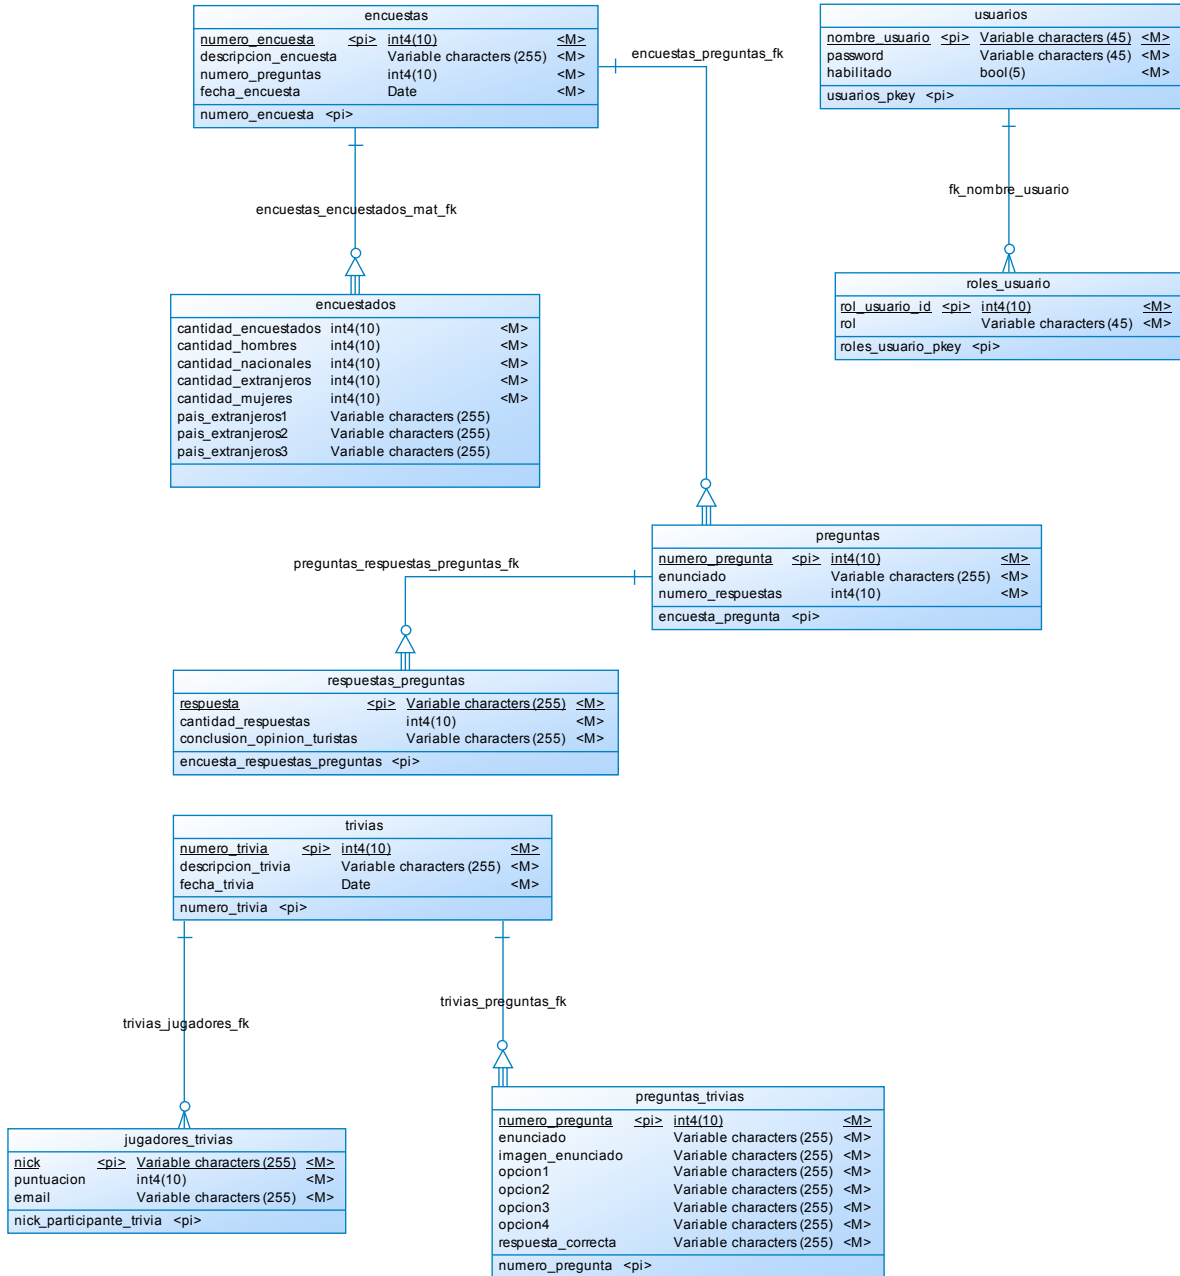 encuestas
numero_encuesta <pi> int4(10) <M>
descripcion_encuesta Variable characters (255) <M>
numero_preguntas int4(10) <M>
fecha_encuesta Date <M>
numero_encuesta <pi>
encuestas_preguntas_fk
usuarios
nombre_usuario <pi> Variable characters (45) <M>
password Variable characters (45) <M>
habilitado bool(5) <M>
usuarios_pkey <pi>
fk_nombre_usuario
encuestas_encuestados_mat_fk
roles_usuario
rol_usuario_id <pi> int4(10) <M>
rol Variable characters (45) <M>
roles_usuario_pkey <pi>
encuestados
cantidad_encuestados int4(10) <M>
cantidad_hombres int4(10) <M>
cantidad_nacionales int4(10) <M>
cantidad_extranjeros int4(10) <M>
cantidad_mujeres int4(10) <M>
pais_extranjeros1 Variable characters (255)
pais_extranjeros2 Variable characters (255)
pais_extranjeros3 Variable characters (255)
preguntas
numero_pregunta <pi> int4(10) <M>
enunciado Variable characters (255) <M>
numero_respuestas int4(10) <M>
encuesta_pregunta <pi>
preguntas_respuestas_preguntas_fk
respuestas_preguntas
respuesta <pi> Variable characters (255) <M>
cantidad_respuestas int4(10) <M>
conclusion_opinion_turistas Variable characters (255) <M>
encuesta_respuestas_preguntas <pi>
trivias
numero_trivia <pi> int4(10) <M>
descripcion_trivia Variable characters (255) <M>
fecha_trivia Date <M>
numero_trivia <pi>
trivias_preguntas_fk
trivias_jugadores_fk
preguntas_trivias
numero_pregunta <pi> int4(10) <M>
enunciado Variable characters (255) <M>
imagen_enunciado Variable characters (255) <M>
opcion1 Variable characters (255) <M>
opcion2 Variable characters (255) <M>
opcion3 Variable characters (255) <M>
opcion4 Variable characters (255) <M>
respuesta_correcta Variable characters (255) <M>
numero_pregunta <pi>
jugadores_trivias
nick <pi> Variable characters (255) <M>
puntuacion int4(10) <M>
email Variable characters (255) <M>
nick_participante_trivia <pi>